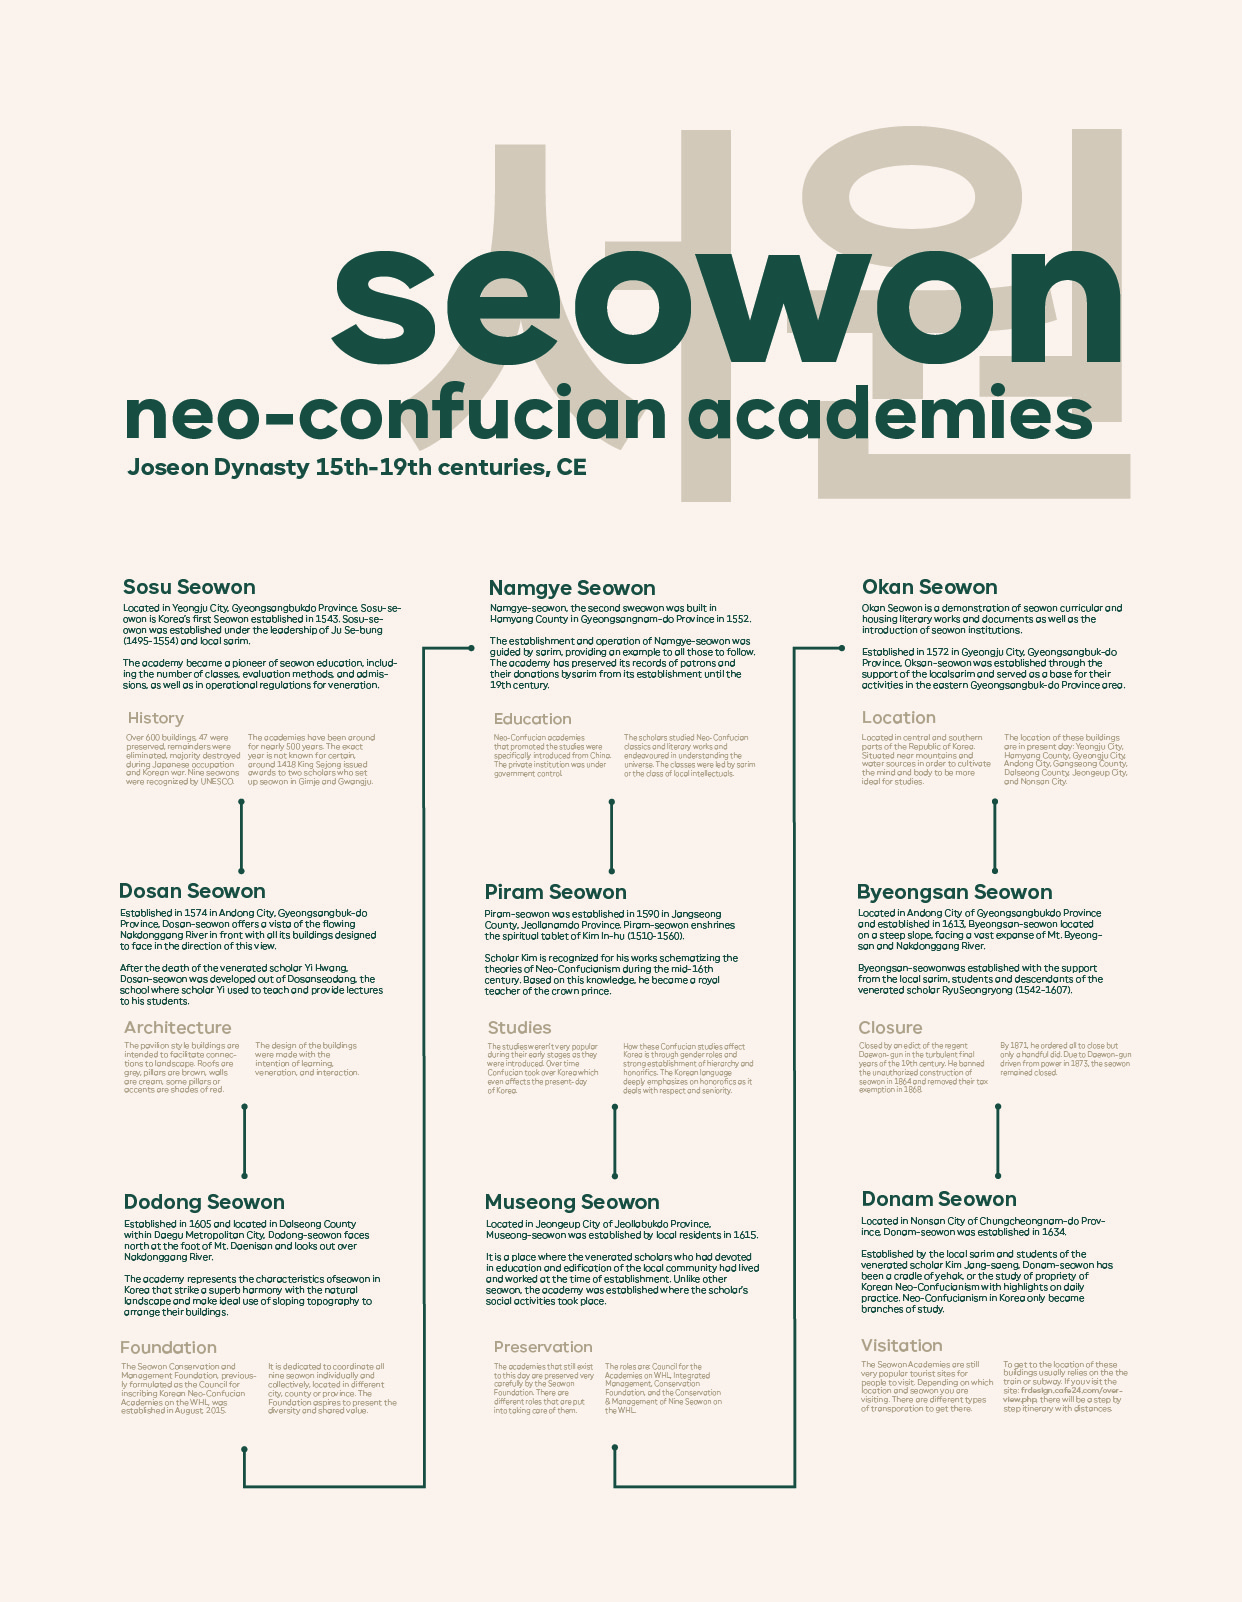 서원
seowon
neo-confucian academies
Joseon Dynasty 15th-19th centuries, CE
Sosu Seowon
Located in Yeongju City, Gyeongsangbukdo Province, Sosu-se-
owon is Korea's first Seowon established in 1543. Sosu-se-
owon was established under the leadership of Ju Se-bung
(1495-1554) and local sarim.
The academy became a pioneer of seowon education, includ-
ing the number of classes, evaluation methods, and admis-
sions, as well as in operational regulations for veneration.
History
Over 600 buildings, 47 were
preserved, remainders were
eliminated, majority destroyed
during Japanese occupation
and Korean war. Nine seowons
were recognized by UNESCO.
The academies have been around
for nearly 500 years. The exact
year is not known for certain,
around 1418 King Sejong issued
awards to two scholars who set
up seowon in Gimje and Gwangju.
Dosan Seowon
Established in 1574 in Andong City, Gyeongsangbuk-do
Province, Dosan-seowon offers a vista of the flowing
Nakdonggang River in front with all its buildings designed
to face in the direction of this view.
After the death of the venerated scholar Yi Hwang,
Dosan-seowon was developed out of Dosanseodang, the
school where scholar Yi used to teach and provide lectures
to his students.
Architecture
The pavilion style buildings are
intended to facilitate connec-
tions to landscape. Roofs are
grey, pillars are brown, walls
are cream, some pillars or
accents are shades of red.
The design of the buildings
were made with the
intention of learning,
veneration, and interaction.
Dodong Seowon
Established in 1605 and located in Dalseong County
within Daegu Metropolitan City, Dodong-seowon faces
north at the foot of Mt. Daenisan and looks out over
Nakdonggang River.
The academy represents the characteristics ofseowon in
Korea that strike a superb harmony with the natural
landscape and make ideal use of sloping topography to
arrange their buildings.
Foundation
The Seowon Conservation and
Management Foundation, previous-
ly formulated as the Council for
inscribing Korean Neo-Confucian
Academies on the WHL, was
established in August, 2015.
It is dedicated to coordinate all
nine seowon individually and
collectively, located in different
city, county or province. The
Foundation aspires to present the
diversity and shared value.
Namgye Seowon
Namgye-seowon, the second sweowon was built in
Hamyang County in Gyeongsangnam-do Province in 1552.
The establishment and operation of Namgye-seowon was
guided by sarim, providing an example to all those to follow.
The academy has preserved its records of patrons and
their donations bysarim from its establishment until the
19th century.
Education
Neo-Confucian academies
that promoted the studies were
specifically introduced from China.
The private institution was under
government control.
The scholars studied Neo-Confucian
classics and literary works and
endeavoured in understanding the
universe. The classes were led by sarim
or the class of local intellectuals.
Piram Seowon
Piram-seowon was established in 1590 in Jangseong
County, Jeollanamdo Province. Piram-seowon enshrines
the spiritual tablet of Kim In-hu (1510-1560).
Scholar Kim is recognized for his works schematizing the
theories of Neo-Confucianism during the mid-16th
century. Based on this knowledge, he became a royal
teacher of the crown prince.
Studies
The studies weren't very popular
during their early stages as they
were introduced. Over time
Confucian took over Korea which
even affects the present-day
of Korea.
How these Confucian studies affect
Korea is through gender roles and
strong establishment of hierarchy and
honorifics. The Korean language
deeply emphasizes on honorofics as it
deals with respect and seniority.
Museong Seowon
Located in Jeongeup City of Jeollabukdo Province,
Museong-seowon was established by local residents in 1615.
It is a place where the venerated scholars who had devoted
in education and edification of the local community had lived
and worked at the time of establishment. Unlike other
seowon, the academy was established where the scholar's
social activities took place.
Preservation
The academies that still exist
to this day are preserved very
carefully by the Seowon
Foundation. There are
different roles that are put
into taking care of them.
The roles are: Council for the
Academies on WHL, Integrated
Management, Conservation
Foundation, and the Conservation
& Management of Nine Seowon on
the WHL.
Okan Seowon
Okan Seowon is a demonstration of seowon curricular and
housing literary works and documents as well as the
introduction of seowon institutions.
Established in 1572 in Gyeongju City, Gyeongsangbuk-do
Province, Oksan-seowon was established through the
support of the localsarim and served as a base for their
activities in the eastern Gyeongsangbuk-do Province area.
Location
Located in central and southern
parts of the Republic of Korea.
Situated near mountains and
water sources in order to cultivate
the mind and body to be more
ideal for studies.
The location of these buildings
are in present day: Yeongju City,
Hamyang County, Gyeongju City,
Andong City, Gangseong County,
Dalseong County, Jeongeup City,
and Nonsan City.
Byeongsan Seowon
Located in Andong City of Gyeongsangbukdo Province
and established in 1613, Byeongsan-seowon located
on a steep slope, facing a vast expanse of Mt. Byeong-
san and Nakdonggang River.
Byeongsan-seowonwas established with the support
from the local sarim, students and descendants of the
venerated scholar RyuSeongryong (1542-1607).
Closure
Closed by an edict of the regent
Daewon-gun in the turbulent final
years of the 19th century. He banned
the unauthorized construction of
seowon in 1864 and removed their tax
exemption in 1868.
By 1871, he ordered all to close but
only a handful did. Due to Daewon-gun
driven from power in 1873, the seowon
remained closed.
Donam Seowon
Located in Nonsan City of Chungcheongnam-do Prov-
ince, Donam-seowon was established in 1634.
Established by the local sarim and students of the
venerated scholar Kim Jang-saeng, Donam-seowon has
been a cradle of yehak, or the study of propriety of
Korean Neo-Confucianism with highlights on daily
practice. Neo-Confucianism in Korea only became
branches of study.
Visitation
The Seowon Academies are still
very popular tourist sites for
people to visit. Depending on which
location and seowon you are
visiting. There are different types
of transporation to get there.
To get to the location of these
buildings usually relies on the the
train or subway. If you visit the
site: frdesign.cafe24.com/over-
view.php, there will be a step by
step itinerary with distances.